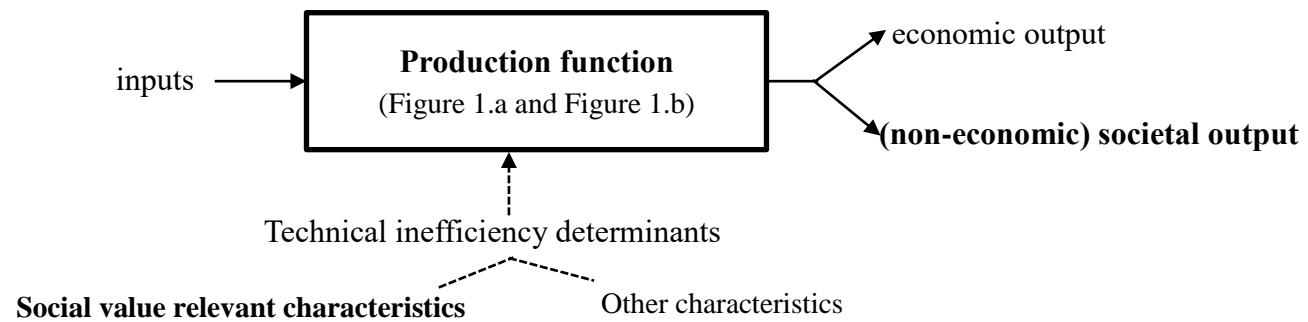 economic output
Production function
inputs
(Figure 1.a and Figure 1.b)
(non-economic) societal output
Technical inefficiency determinants
Social value relevant characteristics
Other characteristics